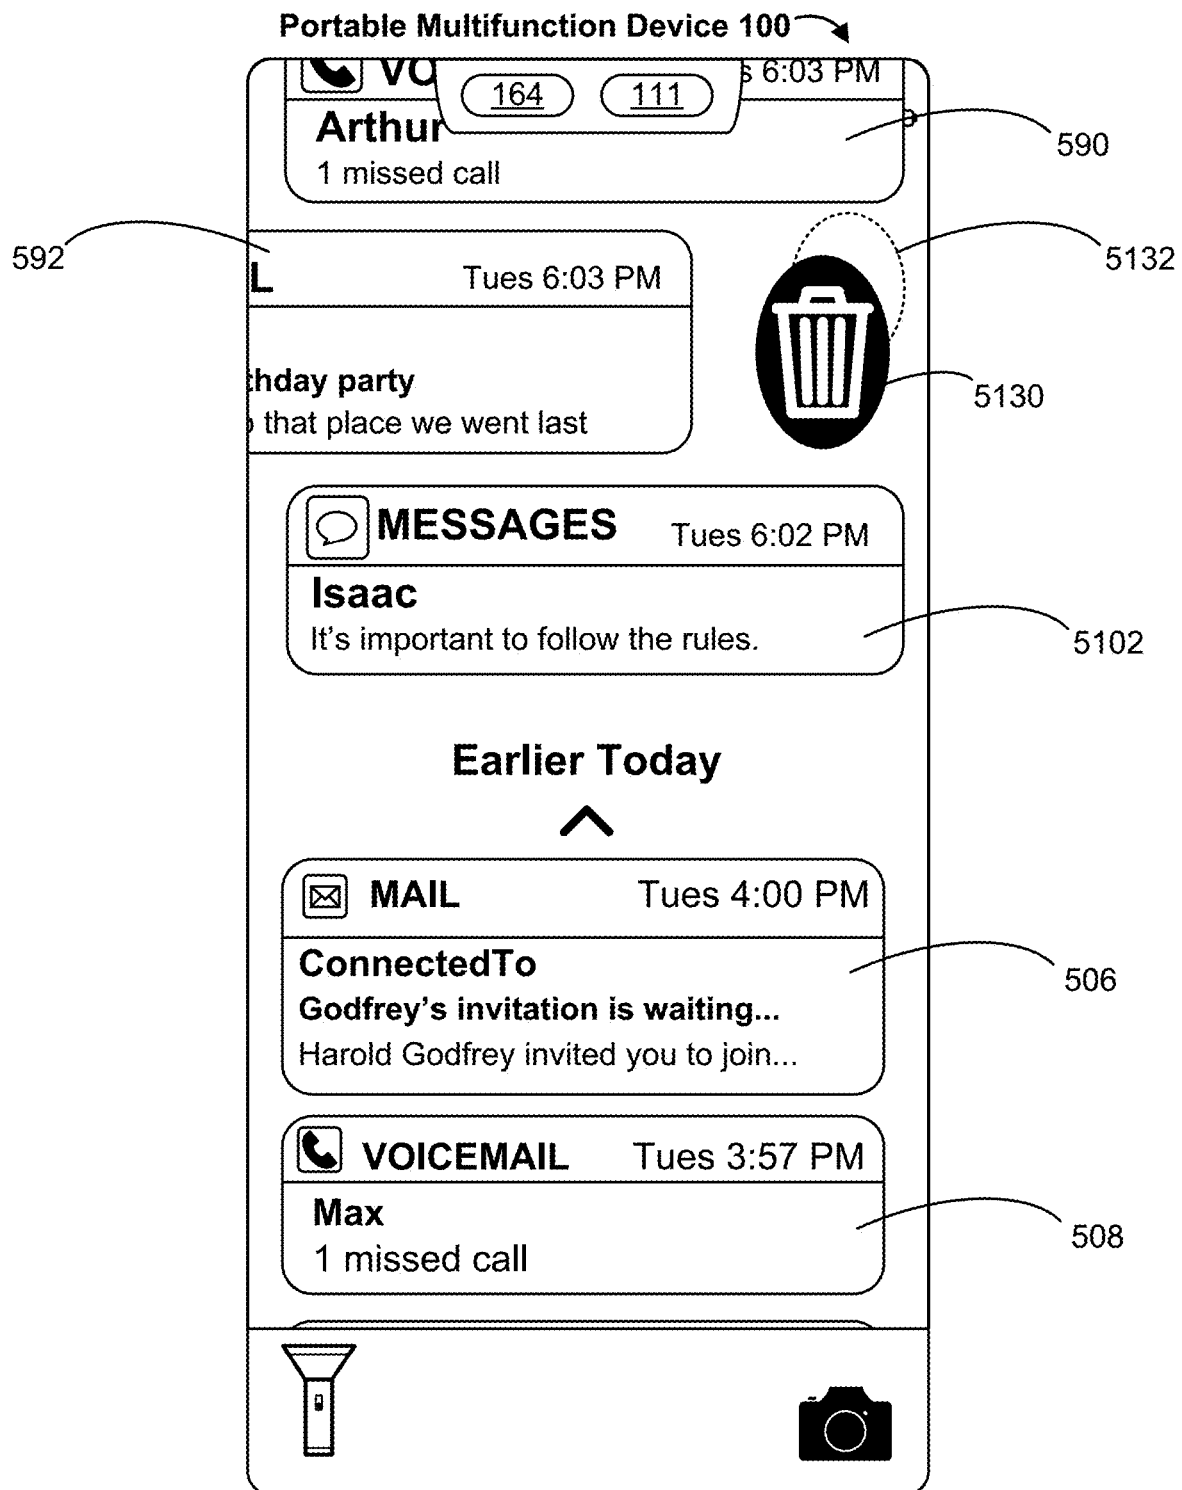 Portable Multifunction Device 100
VO s 6:03 PM
164 111
Arthur
590
1 missed call
592
5132
L Tues 6:03 PM
thday party
5130
that place we went last
MESSAGES Tues 6:02 PM
Isaac
It's important to follow the rules.
5102
Earlier Today
MAIL Tues 4:00 PM
ConnectedTo
506
Godfrey's invitation is waiting...
Harold Godfrey invited you to join...
VOICEMAIL Tues 3:57 PM
Max
508
1 missed call